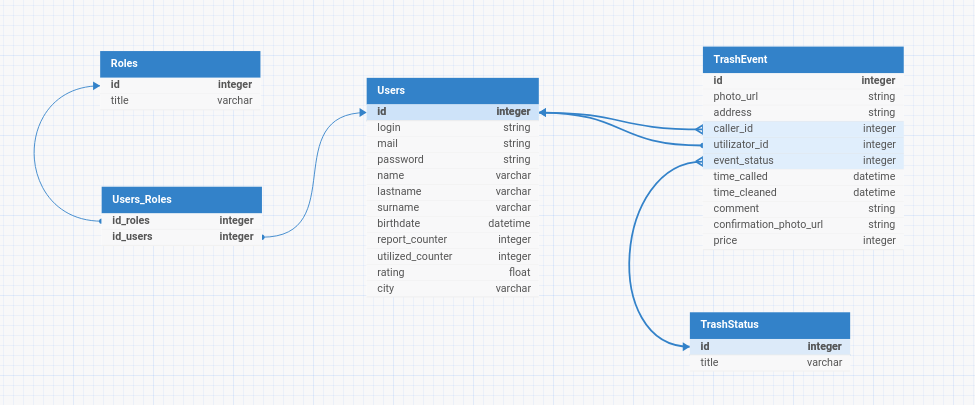 Roles
id integer
title varchar
Users_Roles
id_roles integer
id_users integer
Users
id integer
login string
mail string
password string
name varchar
lastname varchar
surname varchar
birthdate datetime
report_counter integer
utilized_counter integer
rating float
city varchar
TrashEvent
id integer
photo_url string
address string
caller_id integer
utilizator_id integer
event_status integer
time_called datetime
time_cleaned datetime
comment string
confirmation_photo_url string
price integer
TrashStatus
id integer
title varchar